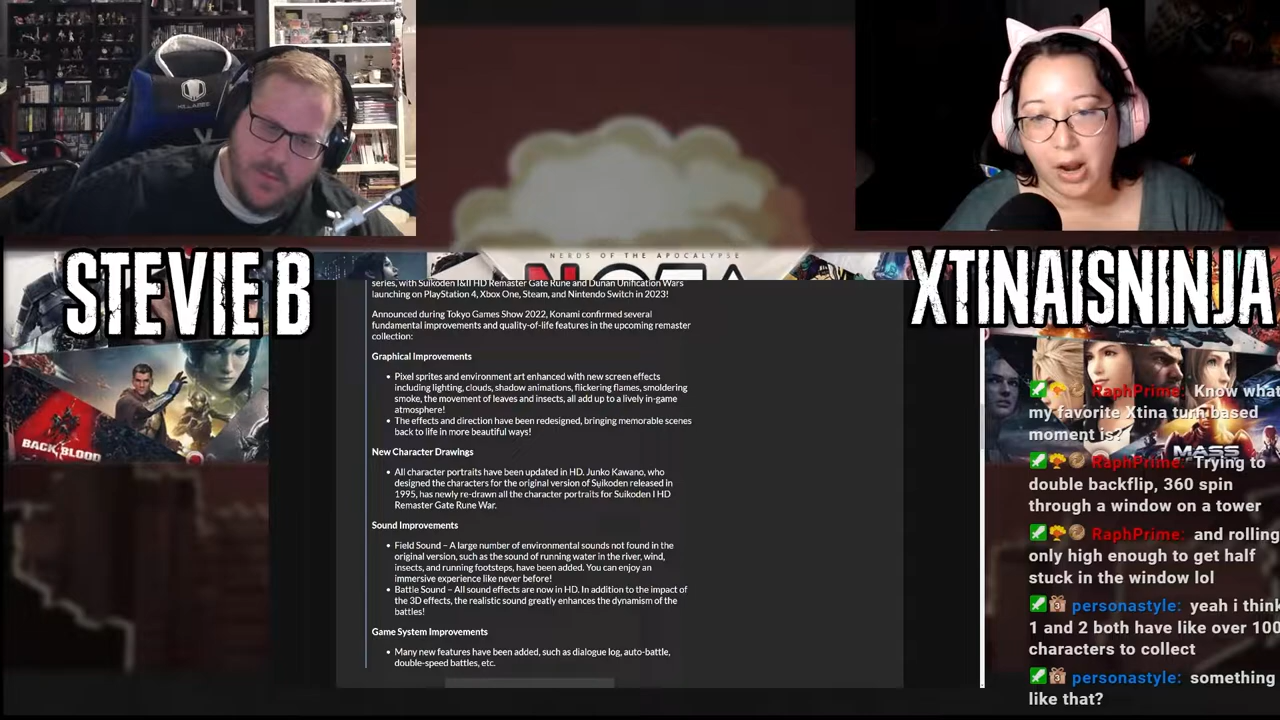 NERDS OF THE APOCALYPSE
NOTA
STEVIE B
XTINAISNINJA
BACK BLOOD
MASS
series, with Suikoden I&II HD Remaster Gate Rune and Dunan Unification Wars
launching on PlayStation 4, Xbox One, Steam, and Nintendo Switch in 2023!
Announced during Tokyo Games Show 2022, Konami confirmed several
fundamental improvements and quality-of-life features in the upcoming remaster
collection:
Graphical Improvements
• Pixel sprites and environment art enhanced with new screen effects
including lighting, clouds, shadow animations, flickering flames, smoldering
smoke, the movement of leaves and insects, all add up to a lively in-game
atmosphere!
• The effects and direction have been redesigned, bringing memorable scenes
back to life in more beautiful ways!
New Character Drawings
• All character portraits have been updated in HD. Junko Kawano, who
designed the characters for the original version of Suikoden released in
1995, has newly re-drawn all the character portraits for Suikoden I HD
Remaster Gate Rune War.
Sound Improvements
• Field Sound – A large number of environmental sounds not found in the
original version, such as the sound of running water in the river, wind,
insects, and running footsteps, have been added. You can enjoy an
immersive experience like never before!
• Battle Sound – All sound effects are now in HD. In addition to the impact of
the 3D effects, the realistic sound greatly enhances the dynamism of the
battles!
Game System Improvements
• Many new features have been added, such as dialogue log, auto-battle,
double-speed battles, etc.
RaphPrime: Know what
my favorite Xtina turn based
moment is?
RaphPrime: Trying to
double backflip, 360 spin
through a window on a tower
RaphPrime: and rolling
only high enough to get half
stuck in the window lol
personastyle: yeah i think
1 and 2 both have like over 100
characters to collect
personastyle: something
like that?